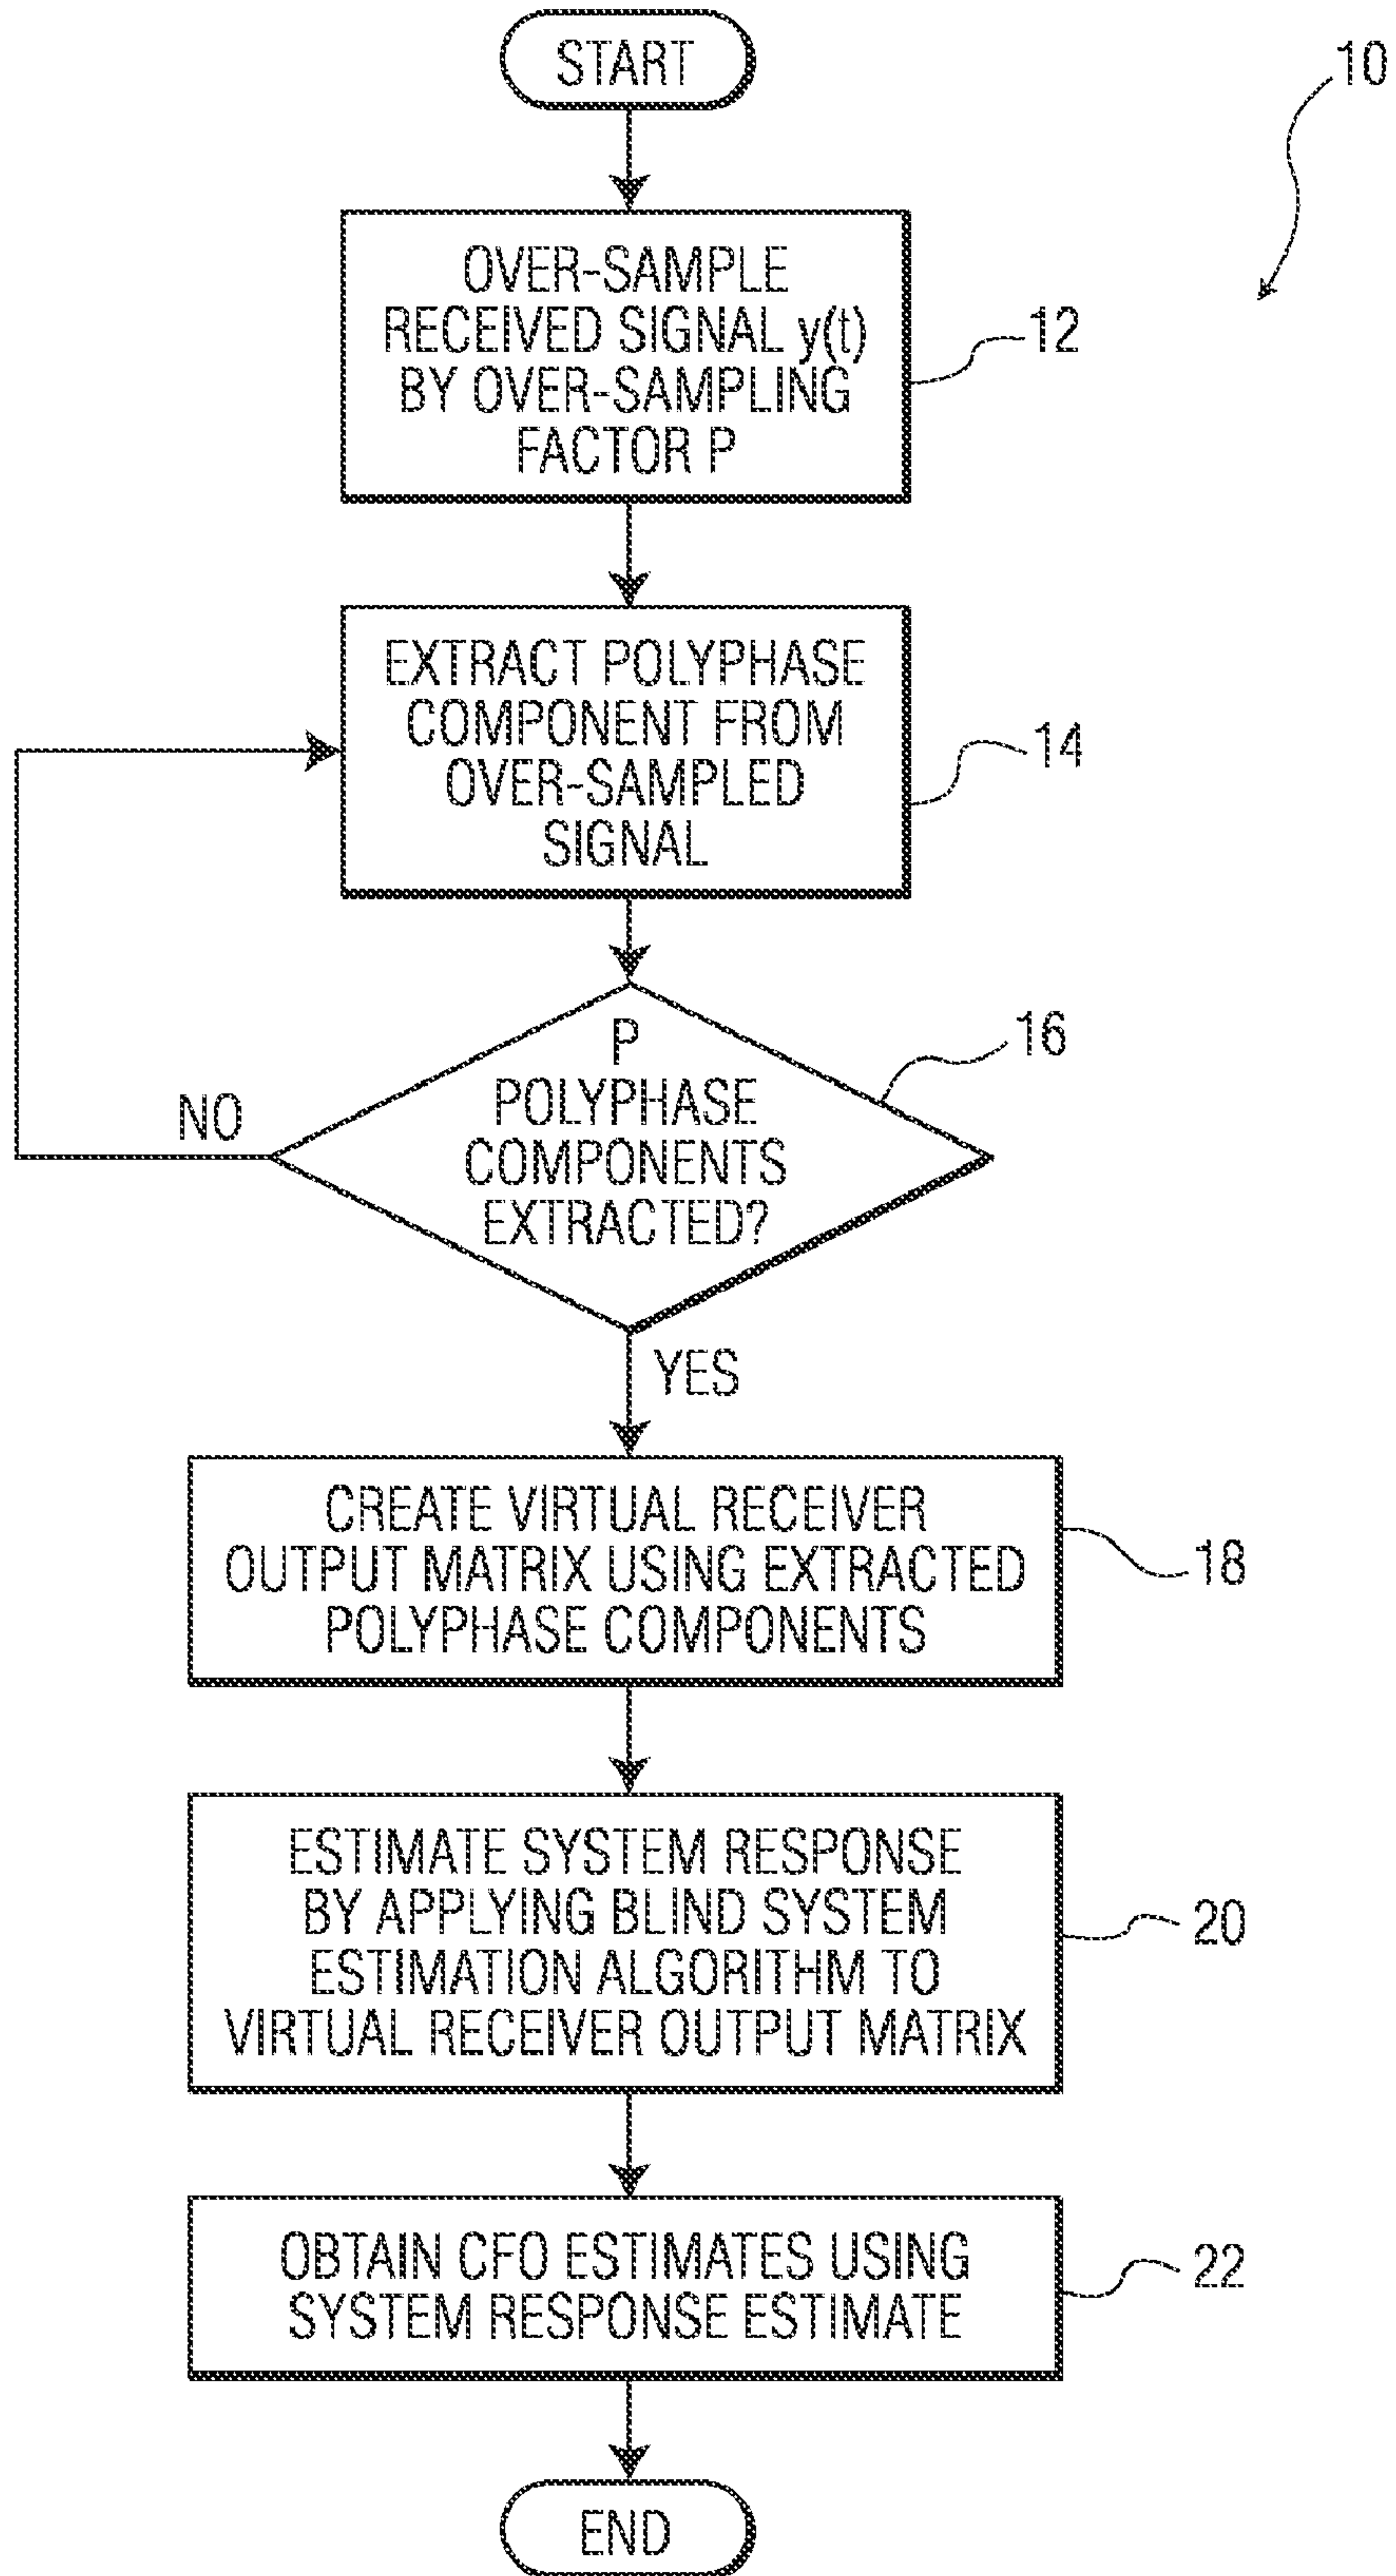 START
10
OVER-SAMPLE
RECEIVED SIGNAL y(t)
BY OVER-SAMPLING
FACTOR P
12
EXTRACT POLYPHASE
COMPONENT FROM
OVER-SAMPLED
SIGNAL
14
P
POLYPHASE
COMPONENTS
EXTRACTED?
16
NO
YES
CREATE VIRTUAL RECEIVER
OUTPUT MATRIX USING EXTRACTED
POLYPHASE COMPONENTS
18
ESTIMATE SYSTEM RESPONSE
BY APPLYING BLIND SYSTEM
ESTIMATION ALGORITHM TO
VIRTUAL RECEIVER OUTPUT MATRIX
20
OBTAIN CFO ESTIMATES USING
SYSTEM RESPONSE ESTIMATE
22
END